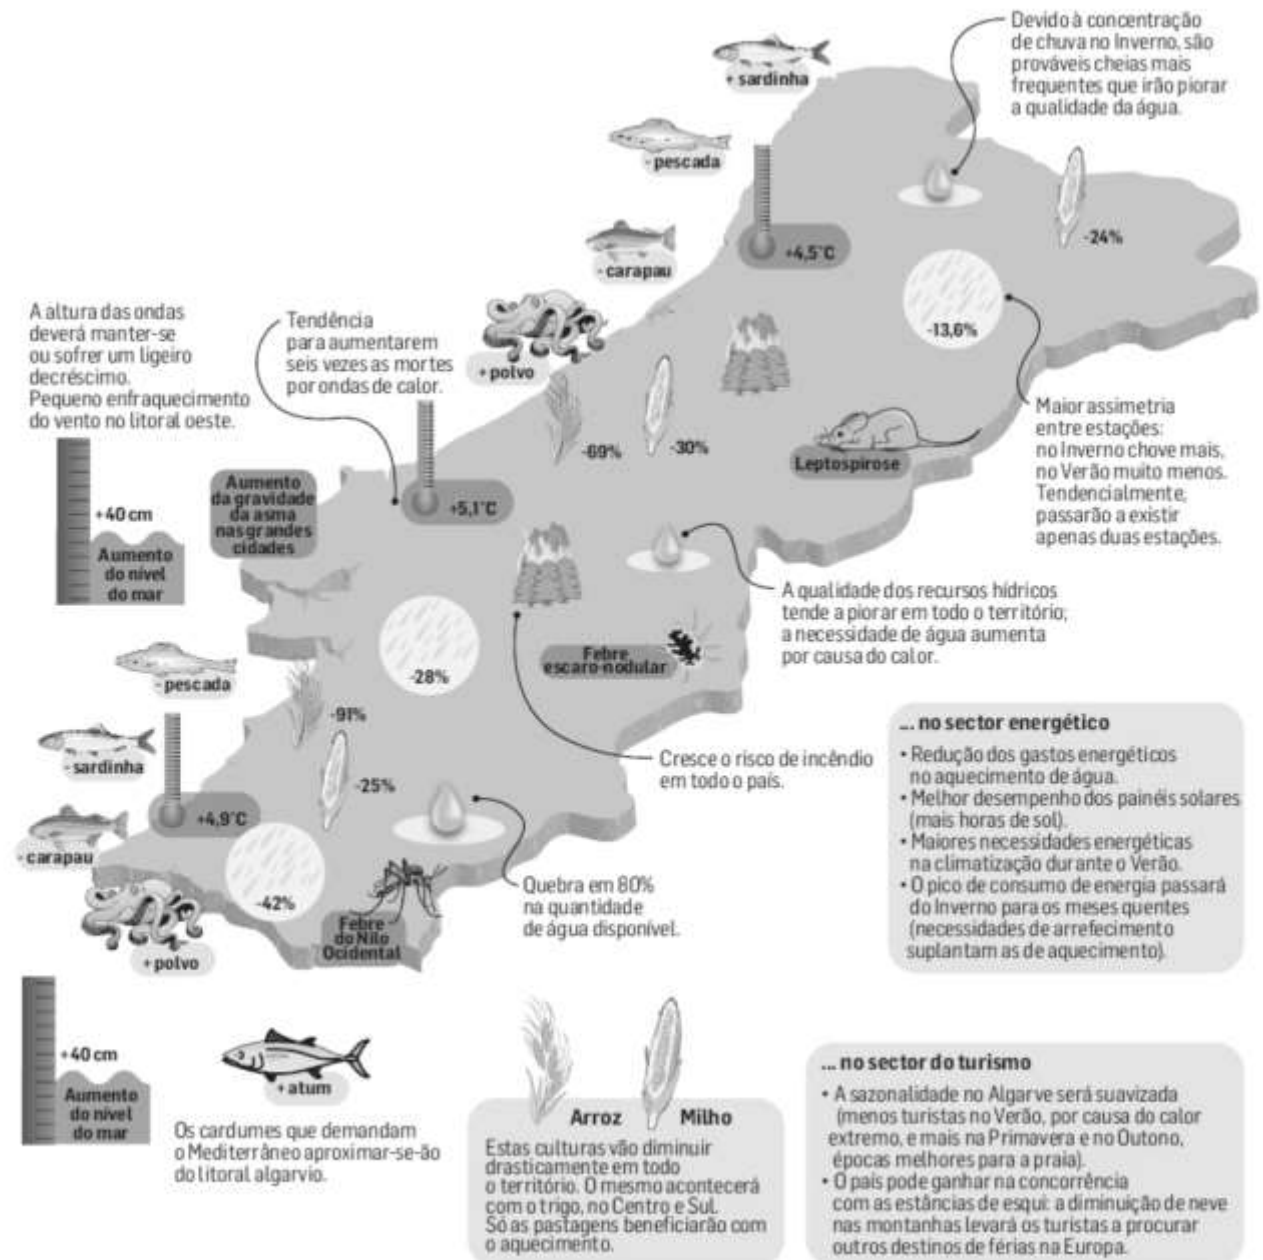 Devido à concentração
de chuva no Inverno, são
prováveis cheias mais
frequentes que irão piorar
a qualidade da água.
+ sardinha
- pescada
+4,5°C
-24%
- carapau
-13,6%
A altura das ondas
deverá manter-se
ou sofrer um ligeiro
decréscimo.
Pequeno enfraquecimento
do vento no litoral oeste.
Tendência
para aumentarem
seis vezes as mortes
por ondas de calor.
+ polvo
-69%
-30%
Leptospirose
Maior assimetria
entre estações:
no Inverno chove mais,
no Verão muito menos.
Tendencialmente,
passarão a existir
apenas duas estações.
+40 cm
Aumento
do nível
do mar
Aumento
da gravidade
da asma
nas grandes
cidades
+5,1°C
A qualidade dos recursos hídricos
tende a piorar em todo o território;
a necessidade de água aumenta
por causa do calor.
-28%
Febre
escaro-nodular
- pescada
-91%
- sardinha
-25%
Cresce o risco de incêndio
em todo o país.
+4,9°C
- carapau
-42%
Febre
do Nilo
Ocidental
Quebra em 80%
na quantidade
de água disponível.
+ polvo
... no sector energético
• Redução dos gastos energéticos
no aquecimento de água.
• Melhor desempenho dos painéis solares
(mais horas de sol).
• Maiores necessidades energéticas
na climatização durante o Verão.
• O pico de consumo de energia passará
do Inverno para os meses quentes
(necessidades de arrefecimento
suplantam as de aquecimento).
+40 cm
Aumento
do nível
do mar
+ atum
Os cardumes que demandam
o Mediterrâneo aproximar-se-ão
do litoral algarvio.
Arroz
Milho
Estas culturas vão diminuir
drasticamente em todo
o território. O mesmo acontecerá
com o trigo, no Centro e Sul.
Só as pastagens beneficiarão com
o aquecimento.
... no sector do turismo
• A sazonalidade no Algarve será suavizada
(menos turistas no Verão, por causa do calor
extremo, e mais na Primavera e no Outono,
épocas melhores para a praia).
• O país pode ganhar na concorrência
com as estâncias de esqui: a diminuição de neve
nas montanhas levará os turistas a procurar
outros destinos de férias na Europa.